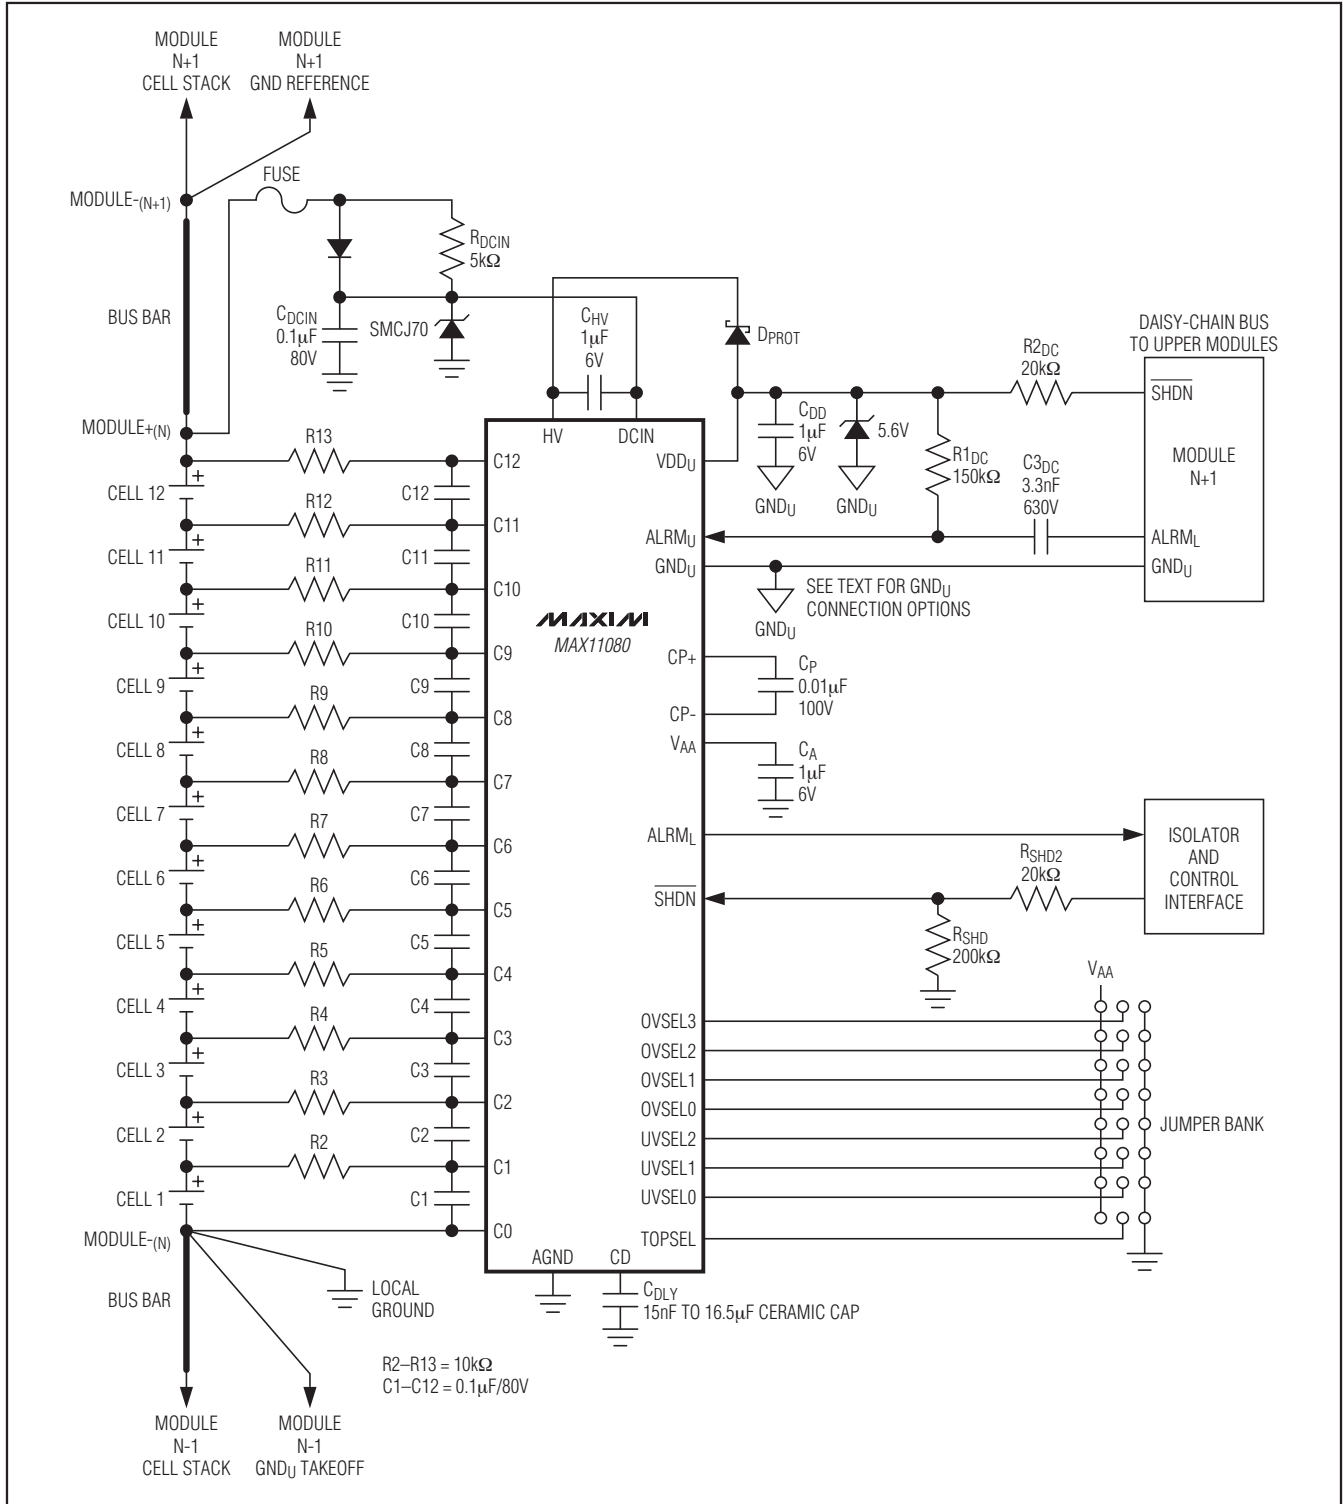 MODULE
N+1
CELL STACK
MODULE
N+1
GND REFERENCE
MODULE-(N+1)
FUSE
RDCIN
5kΩ
BUS BAR
CDCIN
0.1µF
80V
SMCJ70
CHV
1µF
6V
DPROT
DAISY-CHAIN BUS
TO UPPER MODULES
R2DC
20kΩ
SHDN
MODULE
N+1
ALRML
GNDU
CDD
1µF
6V
GNDU
5.6V
GNDU
R1DC
150kΩ
C3DC
3.3nF
630V
MODULE+(N)
HV
DCIN
VDDU
ALRMU
GNDU
SEE TEXT FOR GNDU
CONNECTION OPTIONS
GNDU
MAXIM
MAX11080
R13
C12
CELL 12
+
C12
R12
C11
CELL 11
+
C11
R11
C10
CELL 10
+
C10
R10
C9
CELL 9
+
C9
R9
C8
CELL 8
+
C8
R8
C7
CELL 7
+
C7
R7
C6
CELL 6
+
C6
R6
C5
CELL 5
+
C5
R5
C4
CELL 4
+
C4
R4
C3
CELL 3
+
C3
R3
C2
CELL 2
+
C2
R2
C1
CELL 1
+
C1
C0
MODULE-(N)
CP+
CP-
CP
0.01µF
100V
VAA
CA
1µF
6V
ALRML
SHDN
ISOLATOR
AND
CONTROL
INTERFACE
RSHD2
20kΩ
RSHD
200kΩ
VAA
OVSEL3
OVSEL2
OVSEL1
OVSEL0
UVSEL2
UVSEL1
UVSEL0
TOPSEL
JUMPER BANK
AGND
CD
CDLY
15nF TO 16.5µF CERAMIC CAP
BUS BAR
LOCAL
GROUND
R2–R13 = 10kΩ
C1–C12 = 0.1µF/80V
MODULE
N-1
CELL STACK
MODULE
N-1
GNDU TAKEOFF